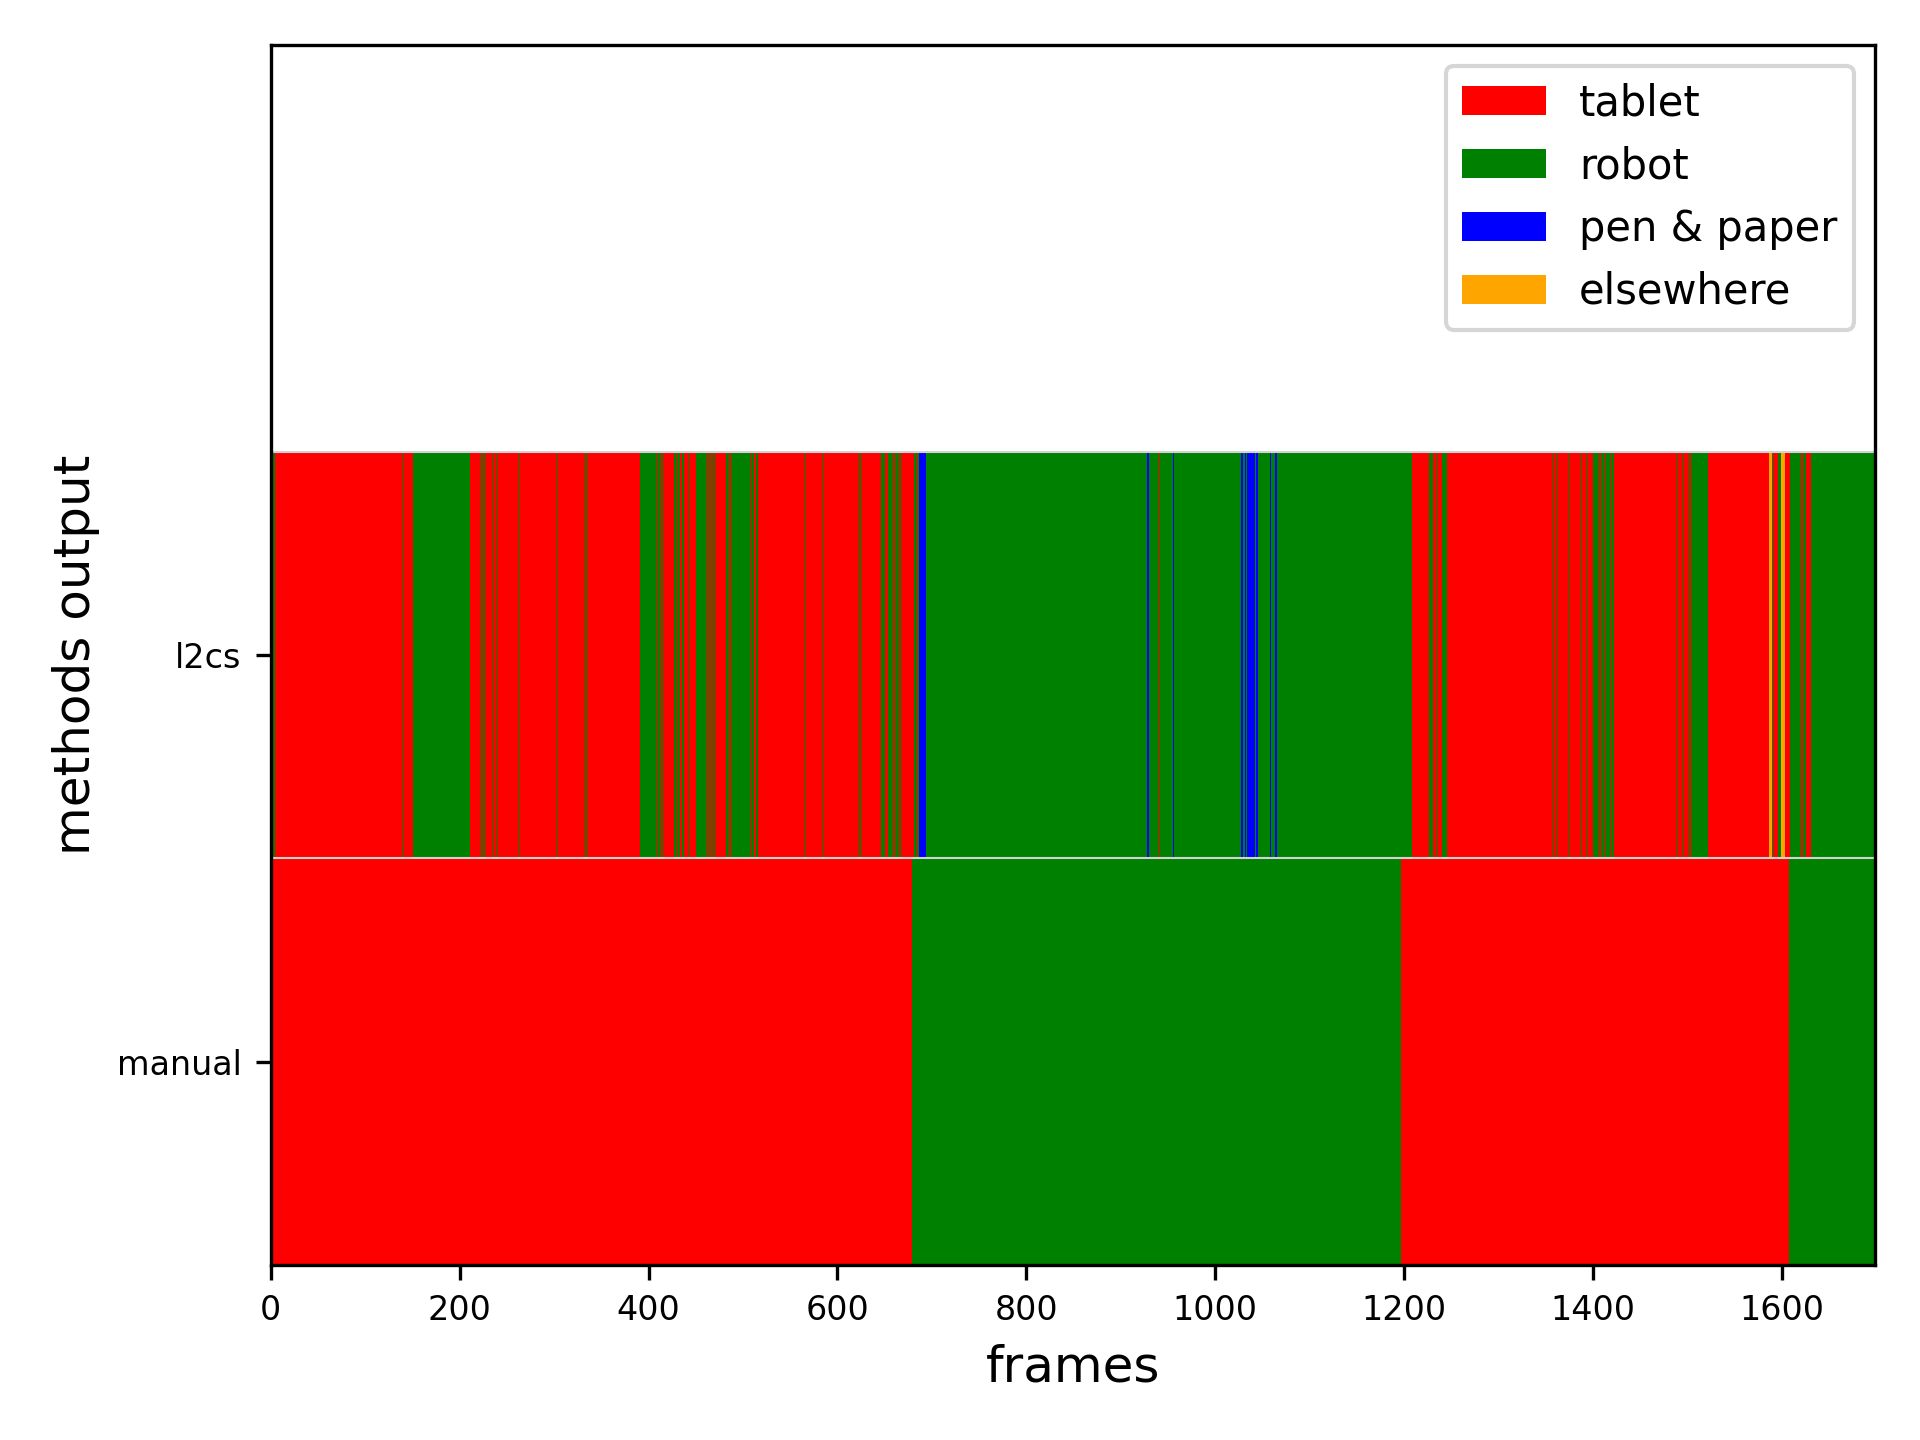 tablet
robot
pen & paper
elsewhere
methods output
l2cs
manual
0 200 400 600 800 1000 1200 1400 1600
frames